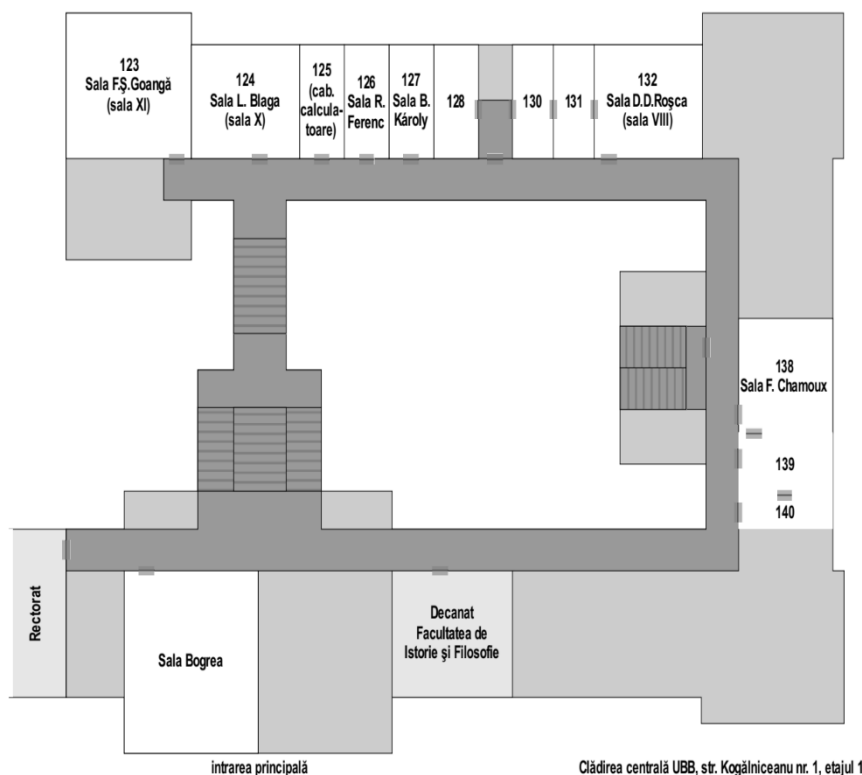 123
Sala F.Ş.Goangă
(sala XI)
124
Sala L. Blaga
(sala X)
125
(cab.
calcula-
toare)
126
Sala R.
Ferenc
127
Sala B.
Károly
128
130
131
132
Sala D.D.Roşca
(sala VIII)
138
Sala F. Chamoux
139
140
Rectorat
Sala Bogrea
Decanat
Facultatea de
Istorie şi Filosofie
intrarea principală
Clădirea centrală UBB, str. Kogălniceanu nr. 1, etajul 1